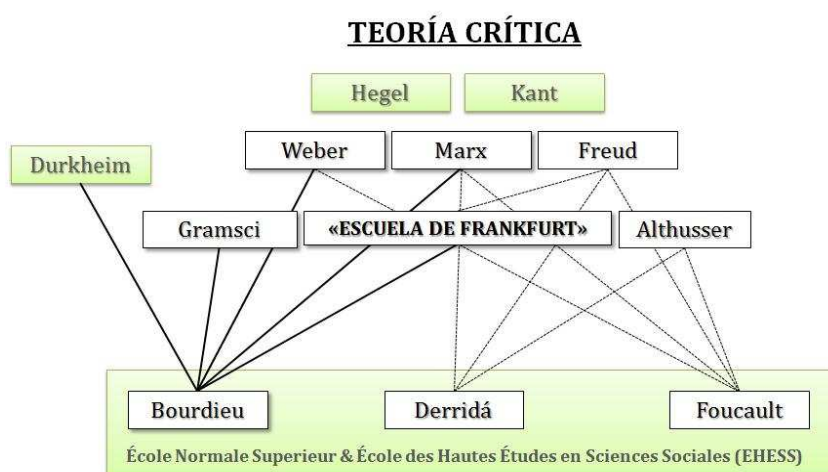 TEORÍA CRÍTICA
Hegel
Kant
Weber
Marx
Freud
Durkheim
Gramsci
«ESCUELA DE FRANKFURT»
Althusser
Bourdieu
Derridá
Foucault
École Normale Superieur & École des Hautes Études en Sciences Sociales (EHESS)